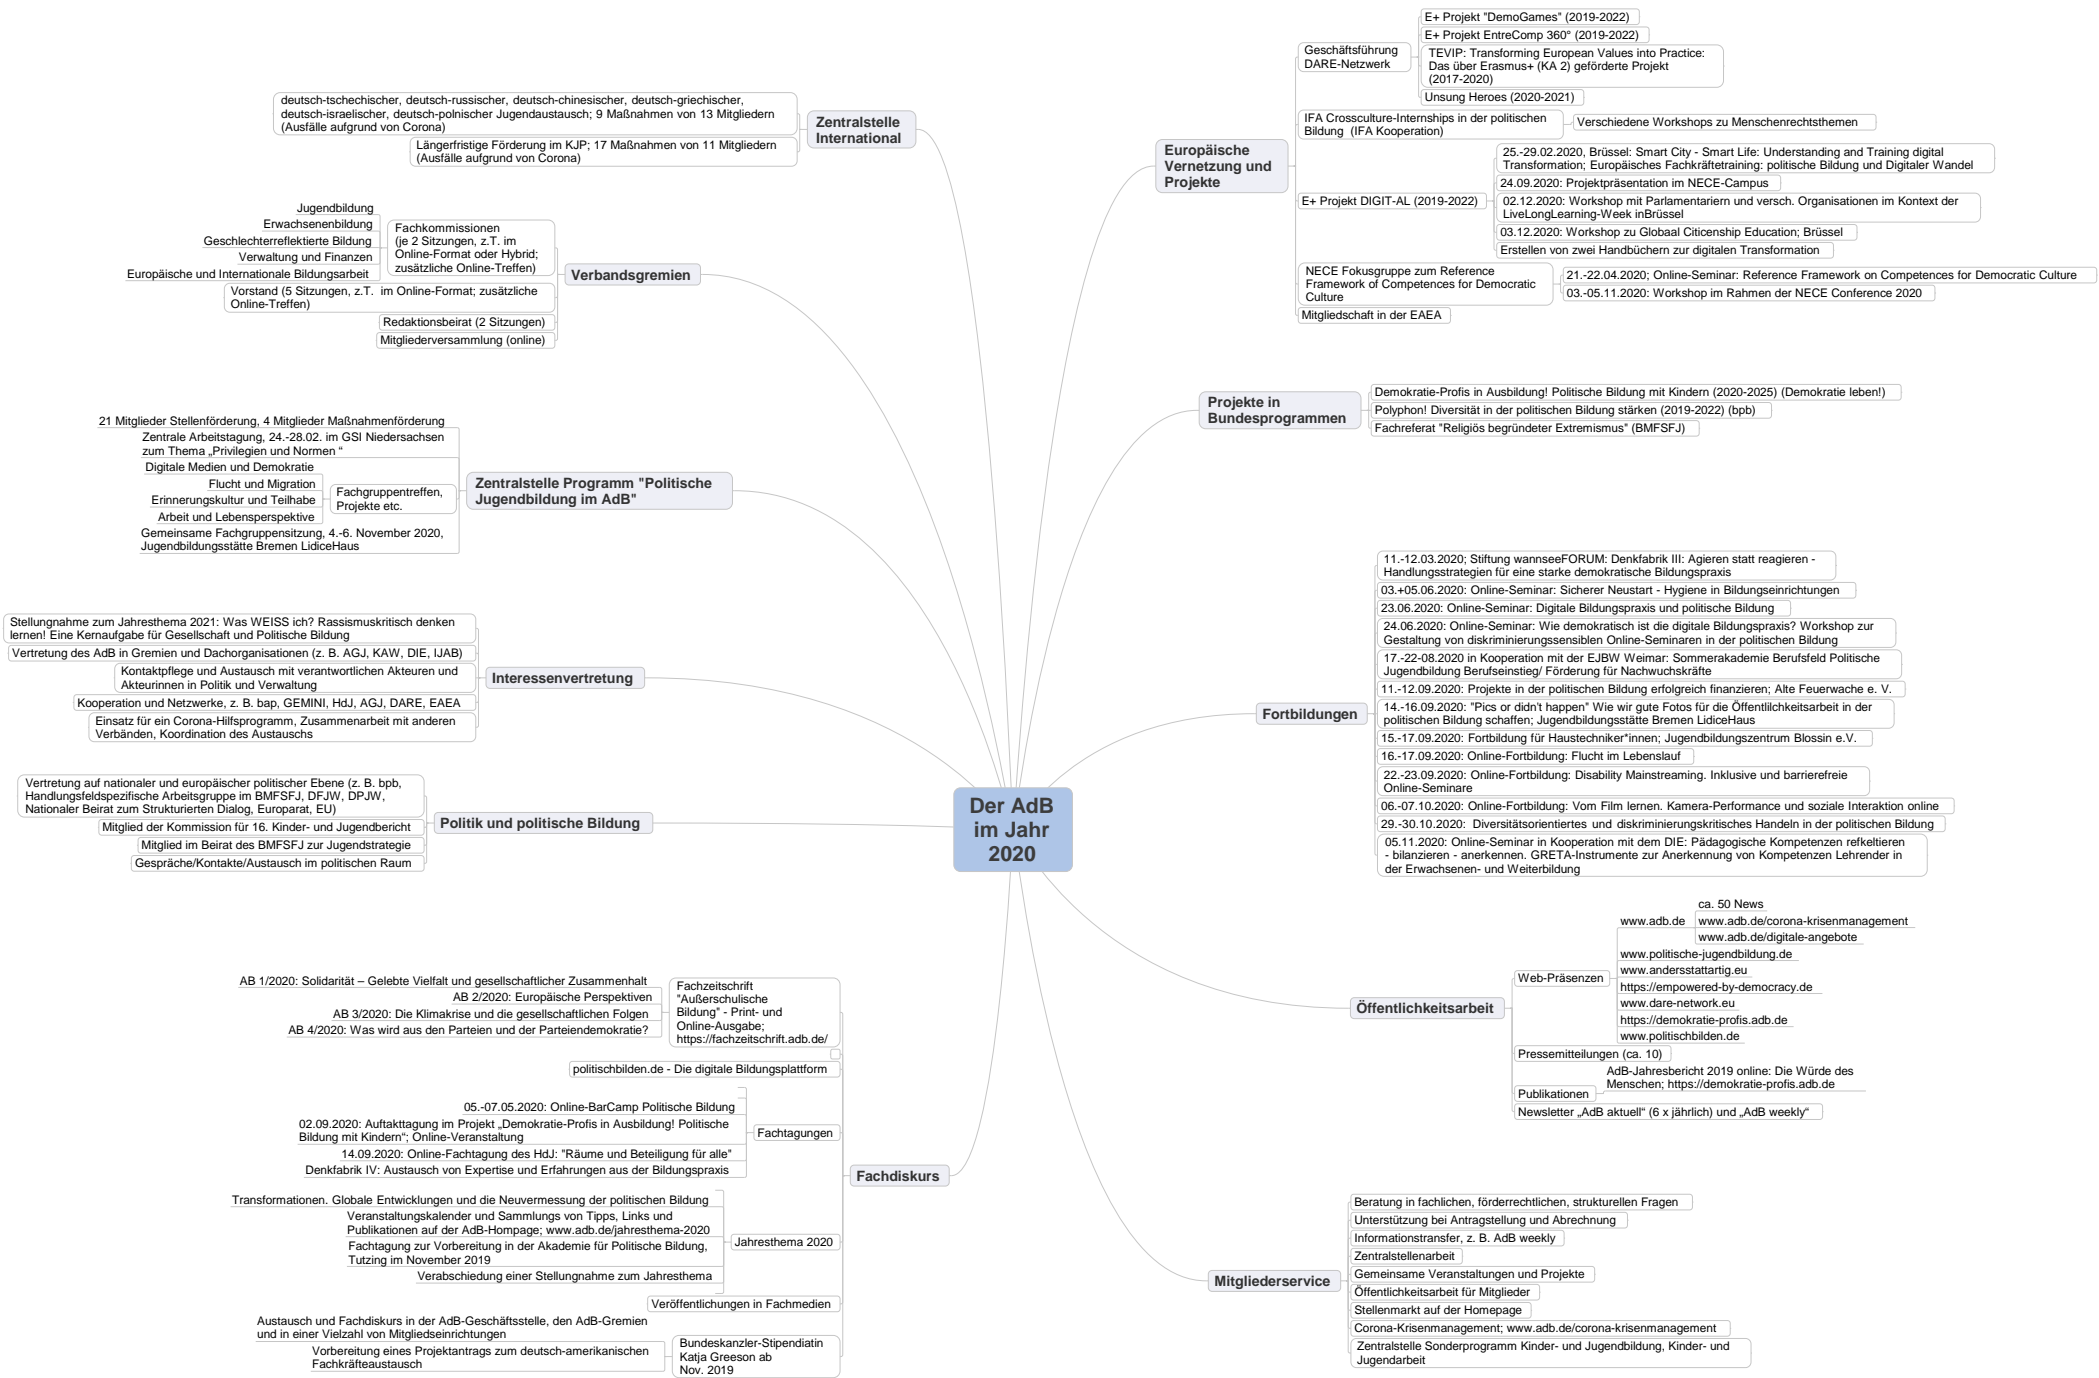 Der AdB
im Jahr
2020
Zentralstelle
International
deutsch-tschechischer, deutsch-russischer, deutsch-chinesischer, deutsch-griechischer,
deutsch-israelischer, deutsch-polnischer Jugendaustausch; 9 Maßnahmen von 13 Mitgliedern
(Ausfälle aufgrund von Corona)
Längerfristige Förderung im KJP; 17 Maßnahmen von 11 Mitgliedern
(Ausfälle aufgrund von Corona)
Verbandsgremien
Fachkommissionen
(je 2 Sitzungen, z.T. im
Online-Format oder Hybrid;
zusätzliche Online-Treffen)
Jugendbildung
Erwachsenenbildung
Geschlechterreflektierte Bildung
Verwaltung und Finanzen
Europäische und Internationale Bildungsarbeit
Vorstand (5 Sitzungen, z.T.  im Online-Format; zusätzliche
Online-Treffen)
Redaktionsbeirat (2 Sitzungen)
Mitgliederversammlung (online)
Zentralstelle Programm "Politische
Jugendbildung im AdB"
21 Mitglieder Stellenförderung, 4 Mitglieder Maßnahmenförderung
Zentrale Arbeitstagung, 24.-28.02. im GSI Niedersachsen
zum Thema „Privilegien und Normen “
Fachgruppentreffen,
Projekte etc.
Digitale Medien und Demokratie
Flucht und Migration
Erinnerungskultur und Teilhabe
Arbeit und Lebensperspektive
Gemeinsame Fachgruppensitzung, 4.-6. November 2020,
Jugendbildungsstätte Bremen LidiceHaus
Interessenvertretung
Stellungnahme zum Jahresthema 2021: Was WEISS ich? Rassismuskritisch denken
lernen! Eine Kernaufgabe für Gesellschaft und Politische Bildung
Vertretung des AdB in Gremien und Dachorganisationen (z. B. AGJ, KAW, DIE, IJAB)
Kontaktpflege und Austausch mit verantwortlichen Akteuren und
Akteurinnen in Politik und Verwaltung
Kooperation und Netzwerke, z. B. bap, GEMINI, HdJ, AGJ, DARE, EAEA
Einsatz für ein Corona-Hilfsprogramm, Zusammenarbeit mit anderen
Verbänden, Koordination des Austauschs
Politik und politische Bildung
Vertretung auf nationaler und europäischer politischer Ebene (z. B. bpb,
Handlungsfeldspezifische Arbeitsgruppe im BMFSFJ, DFJW, DPJW,
Nationaler Beirat zum Strukturierten Dialog, Europarat, EU)
Mitglied der Kommission für 16. Kinder- und Jugendbericht
Mitglied im Beirat des BMFSFJ zur Jugendstrategie
Gespräche/Kontakte/Austausch im politischen Raum
Fachdiskurs
Fachzeitschrift
"Außerschulische
Bildung" - Print- und
Online-Ausgabe;
https://fachzeitschrift.adb.de/
AB 1/2020: Solidarität – Gelebte Vielfalt und gesellschaftlicher Zusammenhalt
AB 2/2020: Europäische Perspektiven
AB 3/2020: Die Klimakrise und die gesellschaftlichen Folgen
AB 4/2020: Was wird aus den Parteien und der Parteiendemokratie?
politischbilden.de - Die digitale Bildungsplattform
Fachtagungen
05.-07.05.2020: Online-BarCamp Politische Bildung
02.09.2020: Auftakttagung im Projekt „Demokratie-Profis in Ausbildung! Politische
Bildung mit Kindern“; Online-Veranstaltung
14.09.2020: Online-Fachtagung des HdJ: "Räume und Beteiligung für alle"
Denkfabrik IV: Austausch von Expertise und Erfahrungen aus der Bildungspraxis
Jahresthema 2020
Transformationen. Globale Entwicklungen und die Neuvermessung der politischen Bildung
Veranstaltungskalender und Sammlungs von Tipps, Links und
Publikationen auf der AdB-Hompage; www.adb.de/jahresthema-2020
Fachtagung zur Vorbereitung in der Akademie für Politische Bildung,
Tutzing im November 2019
Verabschiedung einer Stellungnahme zum Jahresthema
Veröffentlichungen in Fachmedien
Bundeskanzler-Stipendiatin
Katja Greeson ab
Nov. 2019
Austausch und Fachdiskurs in der AdB-Geschäftsstelle, den AdB-Gremien
und in einer Vielzahl von Mitgliedseinrichtungen
Vorbereitung eines Projektantrags zum deutsch-amerikanischen
Fachkräfteaustausch
Europäische
Vernetzung und
Projekte
Geschäftsführung
DARE-Netzwerk
E+ Projekt "DemoGames" (2019-2022)
E+ Projekt EntreComp 360° (2019-2022)
TEVIP: Transforming European Values into Practice:
Das über Erasmus+ (KA 2) geförderte Projekt
(2017-2020)
Unsung Heroes (2020-2021)
IFA Crossculture-Internships in der politischen
Bildung  (IFA Kooperation)
Verschiedene Workshops zu Menschenrechtsthemen
E+ Projekt DIGIT-AL (2019-2022)
25.-29.02.2020, Brüssel: Smart City - Smart Life: Understanding and Training digital
Transformation; Europäisches Fachkräftetraining: politische Bildung und Digitaler Wandel
24.09.2020: Projektpräsentation im NECE-Campus
02.12.2020: Workshop mit Parlamentariern und versch. Organisationen im Kontext der
LiveLongLearning-Week inBrüssel
03.12.2020: Workshop zu Globaal Citicenship Education; Brüssel
Erstellen von zwei Handbüchern zur digitalen Transformation
NECE Fokusgruppe zum Reference
Framework of Competences for Democratic
Culture
21.-22.04.2020; Online-Seminar: Reference Framework on Competences for Democratic Culture
03.-05.11.2020: Workshop im Rahmen der NECE Conference 2020
Mitgliedschaft in der EAEA
Projekte in
Bundesprogrammen
Demokratie-Profis in Ausbildung! Politische Bildung mit Kindern (2020-2025) (Demokratie leben!)
Polyphon! Diversität in der politischen Bildung stärken (2019-2022) (bpb)
Fachreferat "Religiös begründeter Extremismus" (BMFSFJ)
Fortbildungen
11.-12.03.2020; Stiftung wannseeFORUM: Denkfabrik III: Agieren statt reagieren -
Handlungsstrategien für eine starke demokratische Bildungspraxis
03.+05.06.2020: Online-Seminar: Sicherer Neustart - Hygiene in Bildungseinrichtungen
23.06.2020: Online-Seminar: Digitale Bildungspraxis und politische Bildung
24.06.2020: Online-Seminar: Wie demokratisch ist die digitale Bildungspraxis? Workshop zur
Gestaltung von diskriminierungssensiblen Online-Seminaren in der politischen Bildung
17.-22-08.2020 in Kooperation mit der EJBW Weimar: Sommerakademie Berufsfeld Politische
Jugendbildung Berufseinstieg/ Förderung für Nachwuchskräfte
11.-12.09.2020: Projekte in der politischen Bildung erfolgreich finanzieren; Alte Feuerwache e. V.
14.-16.09.2020: "Pics or didn't happen" Wie wir gute Fotos für die Öffentlilchkeitsarbeit in der
politischen Bildung schaffen; Jugendbildungsstätte Bremen LidiceHaus
15.-17.09.2020: Fortbildung für Haustechniker*innen; Jugendbildungszentrum Blossin e.V.
16.-17.09.2020: Online-Fortbildung: Flucht im Lebenslauf
22.-23.09.2020: Online-Fortbildung: Disability Mainstreaming. Inklusive und barrierefreie
Online-Seminare
06.-07.10.2020: Online-Fortbildung: Vom Film lernen. Kamera-Performance und soziale Interaktion online
29.-30.10.2020:  Diversitätsorientiertes und diskriminierungskritisches Handeln in der politischen Bildung
05.11.2020: Online-Seminar in Kooperation mit dem DIE: Pädagogische Kompetenzen refkeltieren
- bilanzieren - anerkennen. GRETA-Instrumente zur Anerkennung von Kompetenzen Lehrender in
der Erwachsenen- und Weiterbildung
Öffentlichkeitsarbeit
Web-Präsenzen
www.adb.de
ca. 50 News
www.adb.de/corona-krisenmanagement
www.adb.de/digitale-angebote
www.politische-jugendbildung.de
www.andersstattartig.eu
https://empowered-by-democracy.de
www.dare-network.eu
https://demokratie-profis.adb.de
www.politischbilden.de
Pressemitteilungen (ca. 10)
Publikationen
AdB-Jahresbericht 2019 online: Die Würde des
Menschen; https://demokratie-profis.adb.de
Newsletter „AdB aktuell“ (6 x jährlich) und „AdB weekly“
Mitgliederservice
Beratung in fachlichen, förderrechtlichen, strukturellen Fragen
Unterstützung bei Antragstellung und Abrechnung
Informationstransfer, z. B. AdB weekly
Zentralstellenarbeit
Gemeinsame Veranstaltungen und Projekte
Öffentlichkeitsarbeit für Mitglieder
Stellenmarkt auf der Homepage
Corona-Krisenmanagement; www.adb.de/corona-krisenmanagement
Zentralstelle Sonderprogramm Kinder- und Jugendbildung, Kinder- und
Jugendarbeit